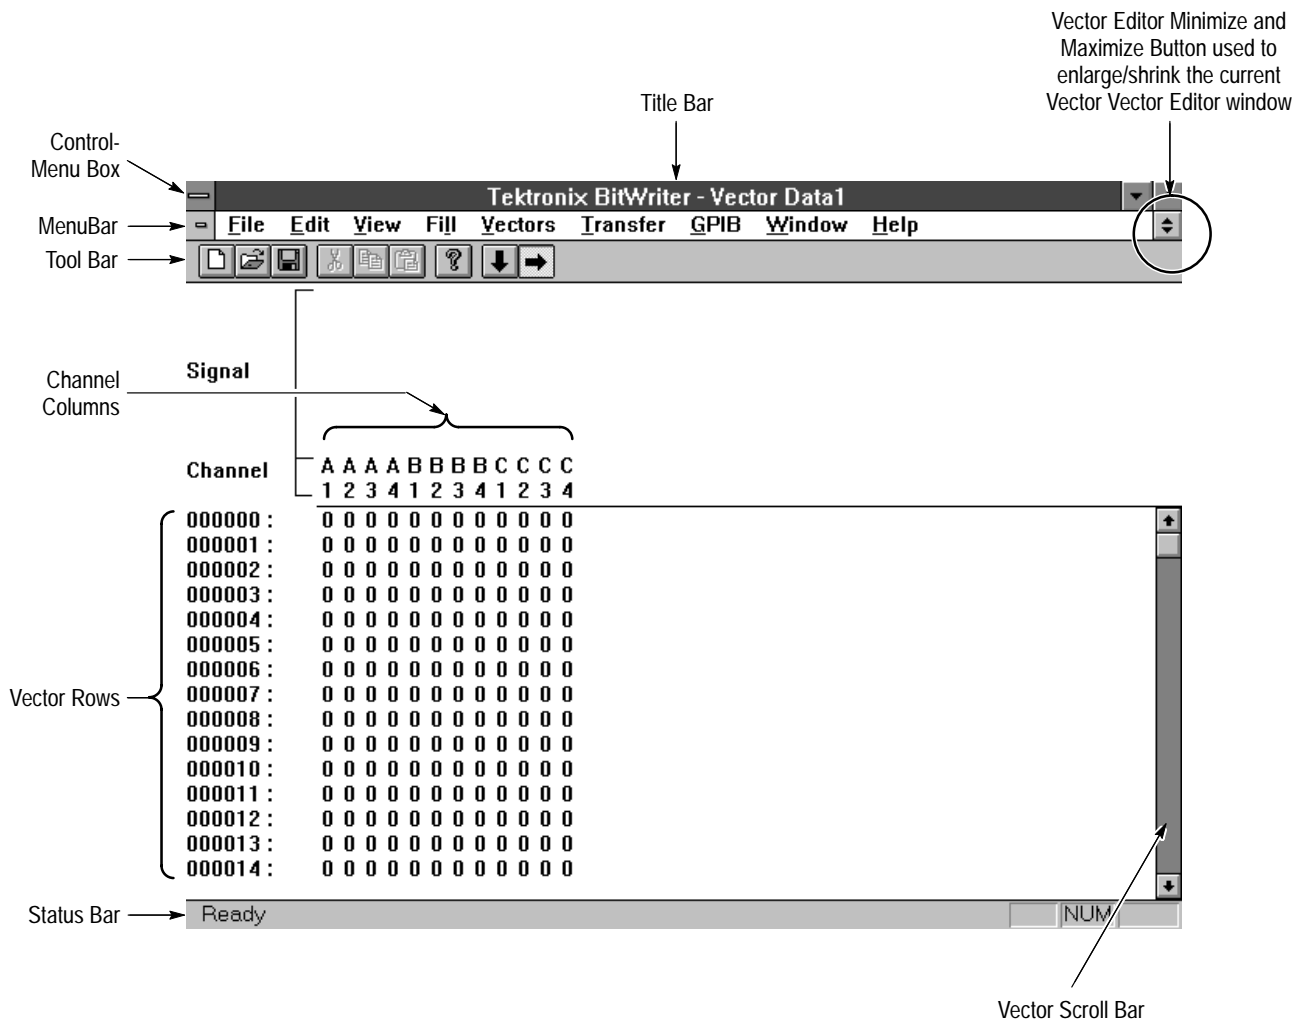 Vector Editor Minimize and
Maximize Button used to
enlarge/shrink the current
Vector Vector Editor window
Title Bar
Control-
Menu Box
Tektronix BitWriter - Vector Data1
MenuBar
File Edit View Fill Vectors Transfer GPIB Window Help
Tool Bar
Signal
Channel
Columns
Channel
A A A A B B B B C C C C
1 2 3 4 1 2 3 4 1 2 3 4
000000 : 0 0 0 0 0 0 0 0 0 0 0 0
000001 : 0 0 0 0 0 0 0 0 0 0 0 0
000002 : 0 0 0 0 0 0 0 0 0 0 0 0
000003 : 0 0 0 0 0 0 0 0 0 0 0 0
000004 : 0 0 0 0 0 0 0 0 0 0 0 0
000005 : 0 0 0 0 0 0 0 0 0 0 0 0
000006 : 0 0 0 0 0 0 0 0 0 0 0 0
Vector Rows
000007 : 0 0 0 0 0 0 0 0 0 0 0 0
000008 : 0 0 0 0 0 0 0 0 0 0 0 0
000009 : 0 0 0 0 0 0 0 0 0 0 0 0
000010 : 0 0 0 0 0 0 0 0 0 0 0 0
000011 : 0 0 0 0 0 0 0 0 0 0 0 0
000012 : 0 0 0 0 0 0 0 0 0 0 0 0
000013 : 0 0 0 0 0 0 0 0 0 0 0 0
000014 : 0 0 0 0 0 0 0 0 0 0 0 0
Status Bar
Ready
NUM
Vector Scroll Bar